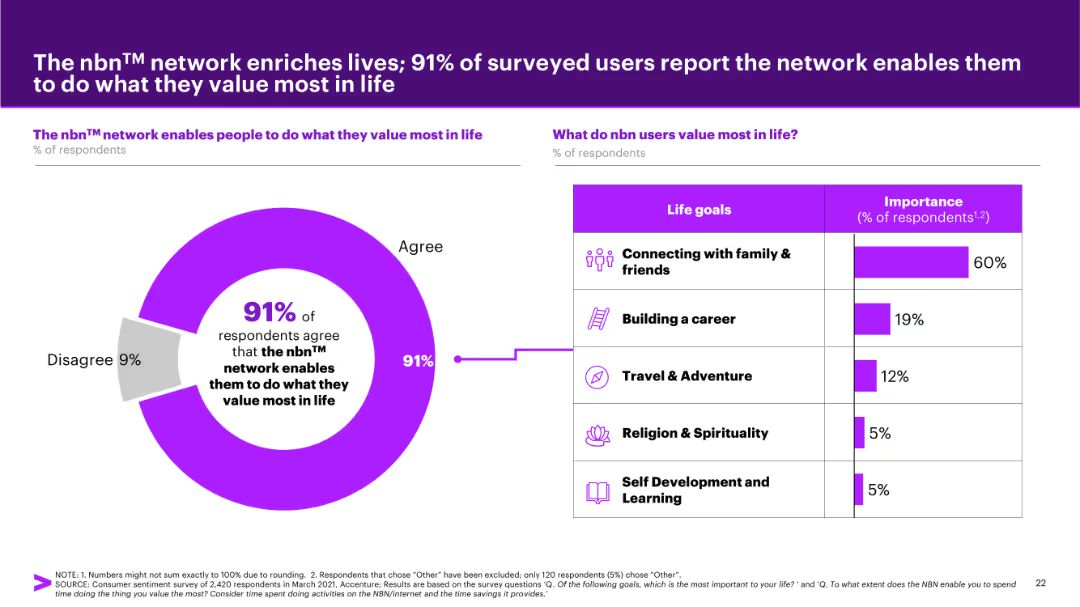 The nbn™ network enriches lives; 91% of surveyed users report the network enables them
to do what they value most in life
The nbn™ network enables people to do what they value most in life
% of respondents
Agree
91% of
respondents agree
that the nbn™
network enables
them to do what they
value most in life
91%
Disagree 9%
What do nbn users value most in life?
% of respondents
Life goals
Importance
(% of respondents¹,²)
Connecting with family &
friends
60%
Building a career
19%
Travel & Adventure
12%
Religion & Spirituality
5%
Self Development and
Learning
5%
>
NOTE: 1. Numbers might not sum exactly to 100% due to rounding. 2. Respondents that chose "Other" have been excluded; only 120 respondents (5%) chose "Other".
SOURCE: Consumer sentiment survey of 2,420 respondents in March 2021, Accenture; Results are based on the survey questions 'Q. Of the following goals, which is the most important to your life? ' and 'Q. To what extent does the NBN enable you to spend
time doing the thing you value the most? Consider time spent doing activities on the NBN/internet and the time savings it provides.'
22